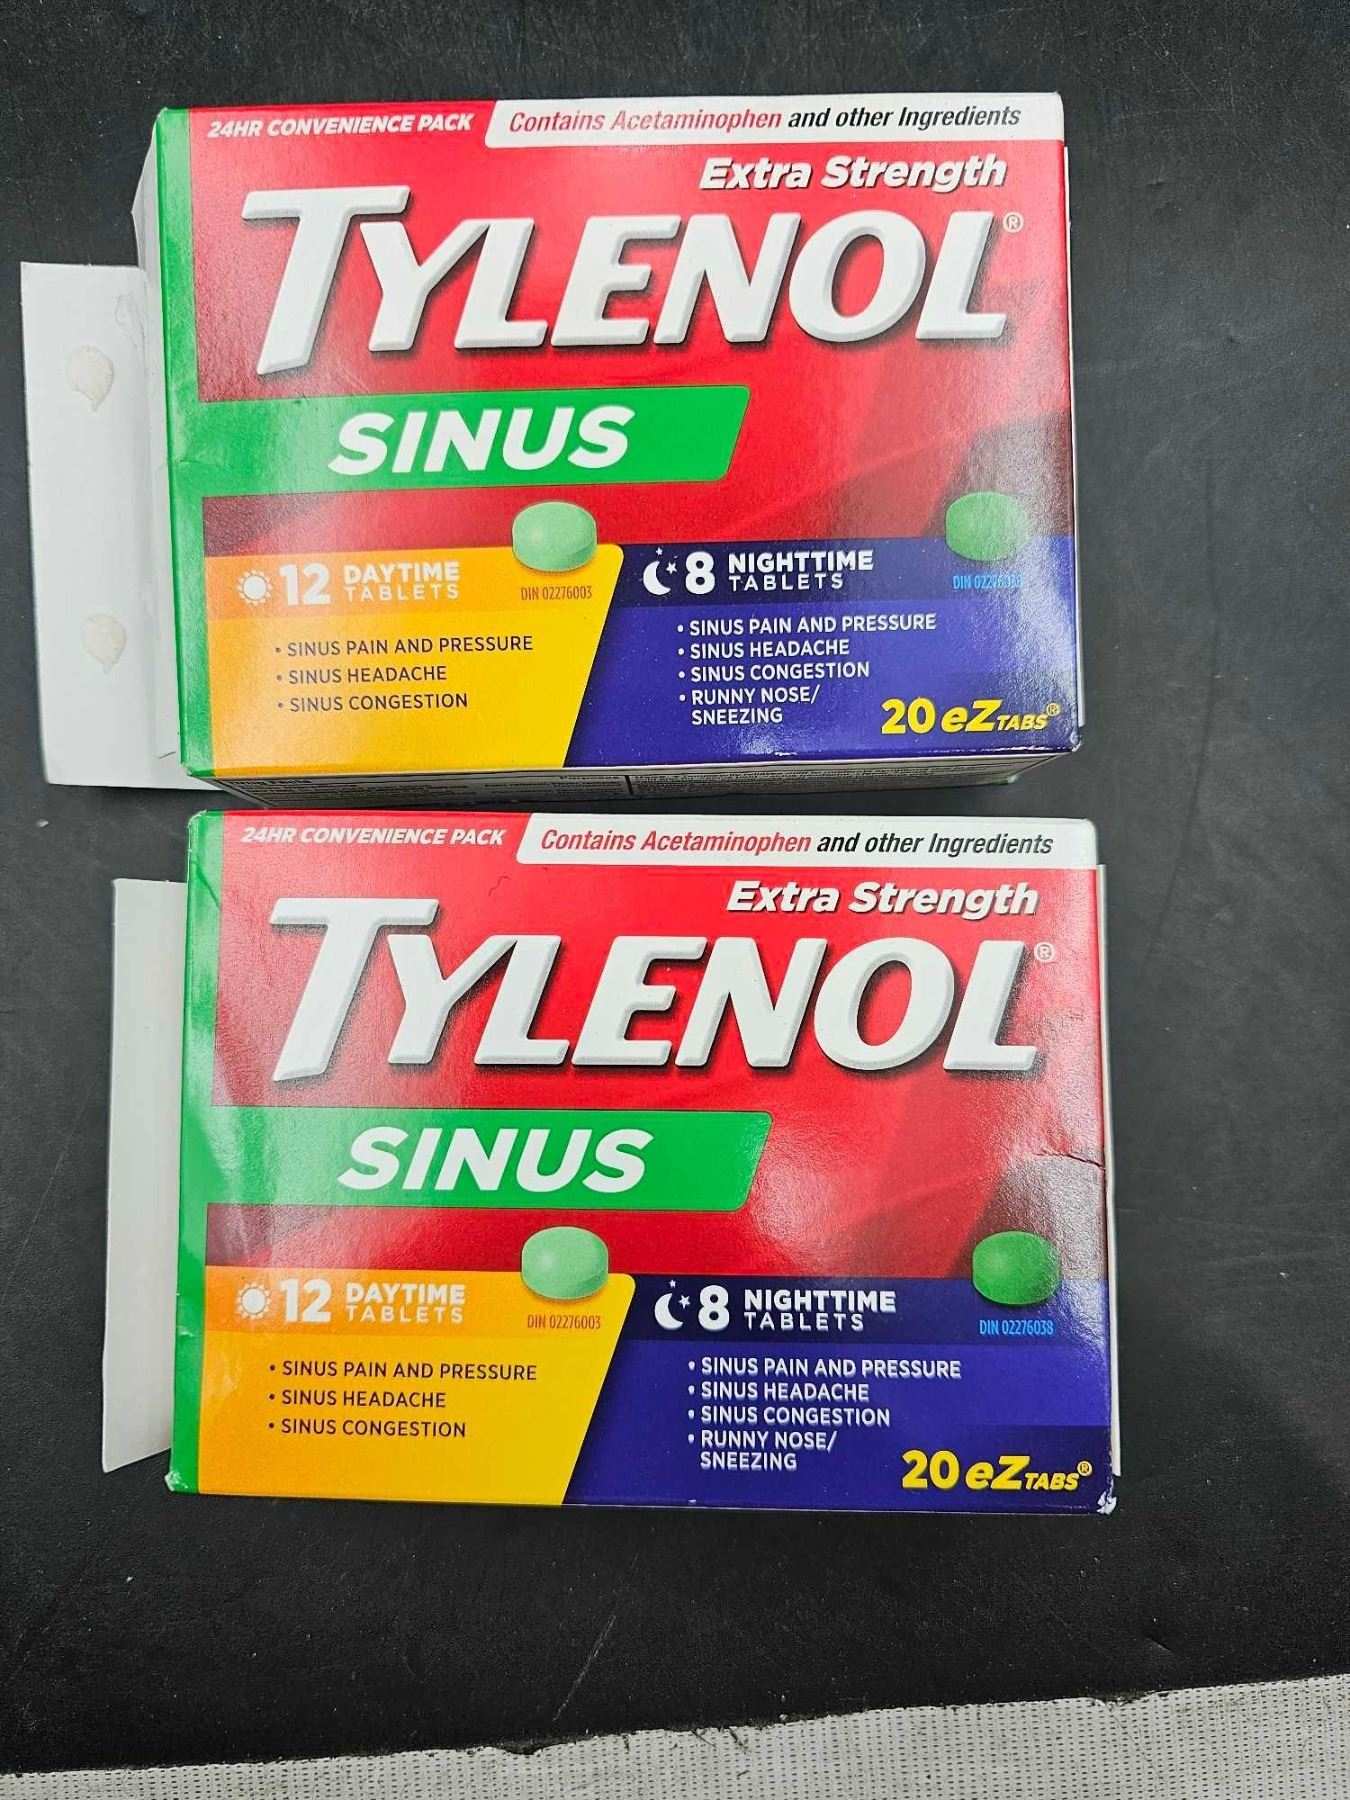 24HR CONVENIENCE PACK
Contains Acetaminophen and other Ingredients
Extra Strength
TYLENOL®
SINUS
12 DAYTIME TABLETS
DIN 02276003
• SINUS PAIN AND PRESSURE
• SINUS HEADACHE
• SINUS CONGESTION
8 NIGHTTIME TABLETS
DIN
• SINUS PAIN AND PRESSURE
• SINUS HEADACHE
• SINUS CONGESTION
• RUNNY NOSE/
SNEEZING
20 eZTABS®
24HR CONVENIENCE PACK
Contains Acetaminophen and other Ingredients
Extra Strength
TYLENOL®
SINUS
12 DAYTIME TABLETS
DIN 02276003
• SINUS PAIN AND PRESSURE
• SINUS HEADACHE
• SINUS CONGESTION
8 NIGHTTIME TABLETS
DIN 02276038
• SINUS PAIN AND PRESSURE
• SINUS HEADACHE
• SINUS CONGESTION
• RUNNY NOSE/
SNEEZING
20 eZTABS®